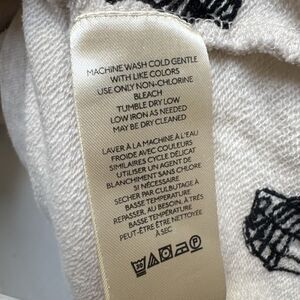 MACHINE WASH COLD GENTLE
WITH LIKE COLORS
USE ONLY NON-CHLORINE
BLEACH
TUMBLE DRY LOW
LOW IRON AS NEEDED
MAY BE DRY CLEANED
LAVER À LA MACHINE À L'EAU
FROIDE AVEC COULEURS
SIMILAIRES CYCLE DÉLICAT
UTILISER UN AGENT DE
BLANCHIMENT SANS CHLORE
SI NÉCESSAIRE
SÉCHER PAR CULBUTAGE À
BASSE TEMPÉRATURE
REPASSER, AU BESOIN, À TRÈS
BASSE TEMPÉRATURE
PEUT-ÊTRE ÊTRE NETTOYÉE
À SEC